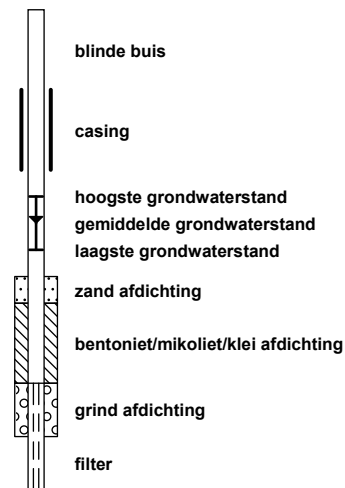 blinde buis
casing
hoogste grondwaterstand
gemiddelde grondwaterstand
laagste grondwaterstand
zand afdichting
bentoniet/mikoliet/klei afdichting
grind afdichting
filter